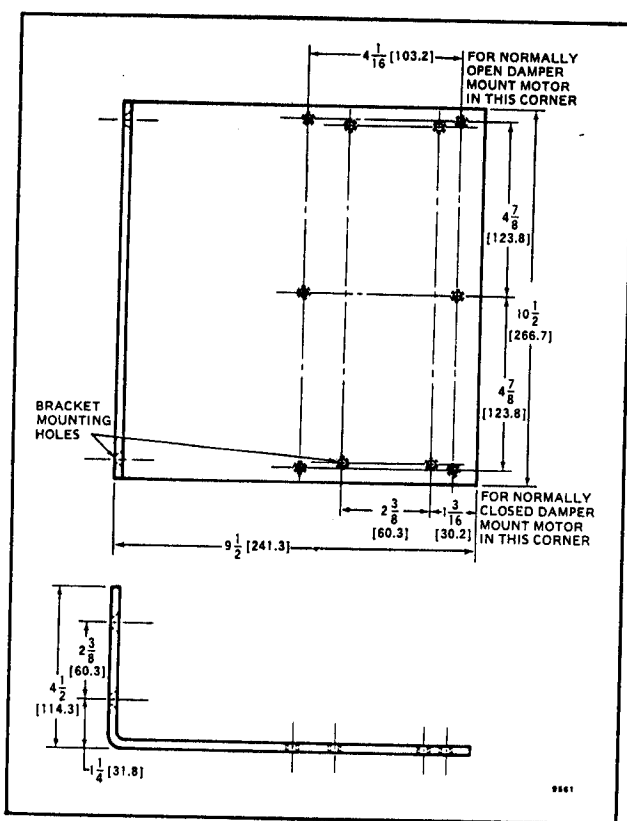 4 1/16 [103.2]
FOR NORMALLY
OPEN DAMPER
MOUNT MOTOR
IN THIS CORNER
4 7/8
[123.8]
10 1/2
[266.7]
4 7/8
[123.8]
BRACKET
MOUNTING
HOLES
2 3/8
[60.3]
1 3/16
[30.2]
FOR NORMALLY
CLOSED DAMPER
MOUNT MOTOR
IN THIS CORNER
9 1/2 [241.3]
2 3/8
[60.3]
4 1/2
[114.3]
1 1/4 [31.8]
9561